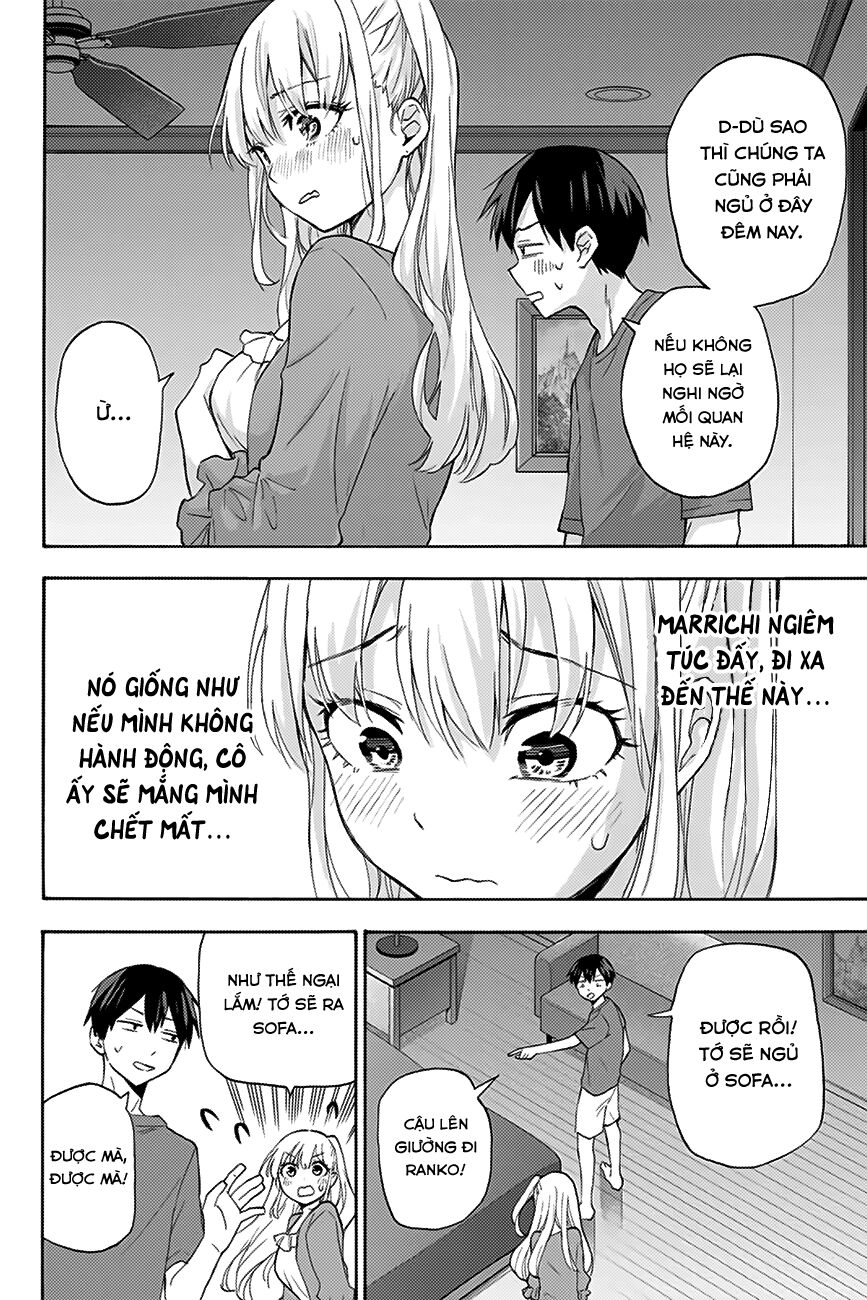 D-DÙ SAO
THÌ CHÚNG TA
CŨNG PHẢI
NGỦ Ở ĐÂY
ĐÊM NAY.
NẾU KHÔNG
HỌ SẼ LẠI
NGHI NGỜ
MỐI QUAN
HỆ NÀY.
Ừ...
MARRICHI NGIÊM
TÚC ĐẤY, ĐI XA
ĐẾN THẾ NÀY...
NÓ GIỐNG NHƯ
NẾU MÌNH KHÔNG
HÀNH ĐỘNG, CÔ
ẤY SẼ MẮNG MÌNH
CHẾT MẤT...
ĐƯỢC RỒI!
TỚ SẼ NGỦ
Ở SOFA...
CẬU LÊN
GIƯỜNG ĐI
RANKO!
NHƯ THẾ NGẠI
LẮM! TỚ SẼ RA
SOFA...
ĐƯỢC MÀ,
ĐƯỢC MÀ!